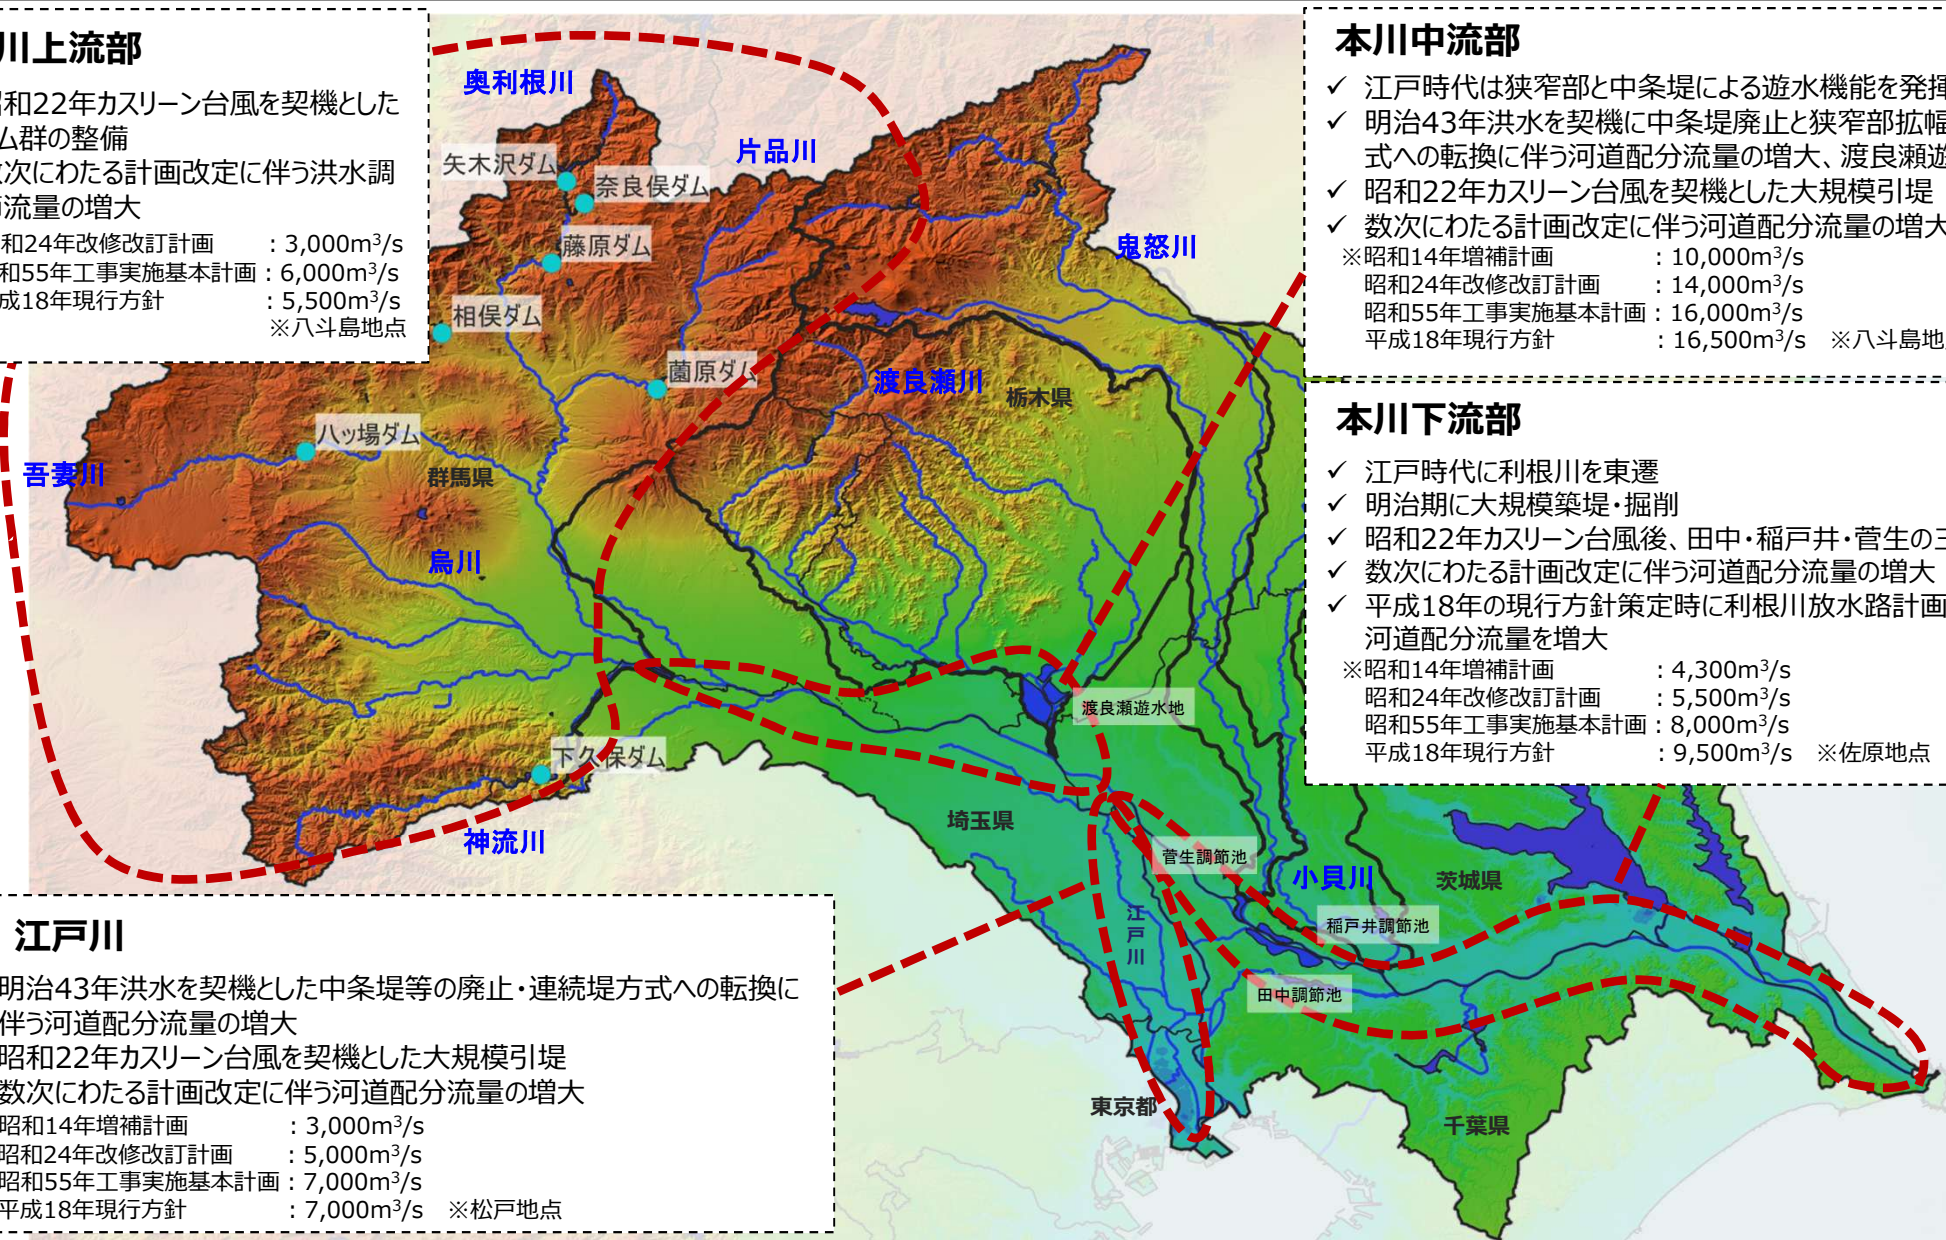 川上流部
昭和22年カスリーン台風を契機とした
ム群の整備
数次にわたる計画改定に伴う洪水調
節流量の増大
和24年改修改訂計画 : 3,000m³/s
和55年工事実施基本計画 : 6,000m³/s
成18年現行方針 : 5,500m³/s
※八斗島地点
本川中流部
✓ 江戸時代は狭窄部と中条堤による遊水機能を発揮
✓ 明治43年洪水を契機に中条堤廃止と狭窄部拡幅
式への転換に伴う河道配分流量の増大、渡良瀬遊
✓ 昭和22年カスリーン台風を契機とした大規模引堤
✓ 数次にわたる計画改定に伴う河道配分流量の増大
※昭和14年増補計画 : 10,000m³/s
昭和24年改修改訂計画 : 14,000m³/s
昭和55年工事実施基本計画 : 16,000m³/s
平成18年現行方針 : 16,500m³/s ※八斗島地
本川下流部
✓ 江戸時代に利根川を東遷
✓ 明治期に大規模築堤・掘削
✓ 昭和22年カスリーン台風後、田中・稲戸井・菅生の三
✓ 数次にわたる計画改定に伴う河道配分流量の増大
✓ 平成18年の現行方針策定時に利根川放水路計画
河道配分流量を増大
※昭和14年増補計画 : 4,300m³/s
昭和24年改修改訂計画 : 5,500m³/s
昭和55年工事実施基本計画 : 8,000m³/s
平成18年現行方針 : 9,500m³/s ※佐原地点
江戸川
明治43年洪水を契機とした中条堤等の廃止・連続堤方式への転換に
伴う河道配分流量の増大
昭和22年カスリーン台風を契機とした大規模引堤
数次にわたる計画改定に伴う河道配分流量の増大
昭和14年増補計画 : 3,000m³/s
昭和24年改修改訂計画 : 5,000m³/s
昭和55年工事実施基本計画 : 7,000m³/s
平成18年現行方針 : 7,000m³/s ※松戸地点
奥利根川
片品川
矢木沢ダム
奈良俣ダム
藤原ダム
鬼怒川
相俣ダム
薗原ダム
渡良瀬川
栃木県
八ッ場ダム
吾妻川
群馬県
烏川
渡良瀬遊水地
下久保ダム
神流川
埼玉県
菅生調節池
小貝川
茨城県
稲戸井調節池
江戸川
田中調節池
東京都
千葉県